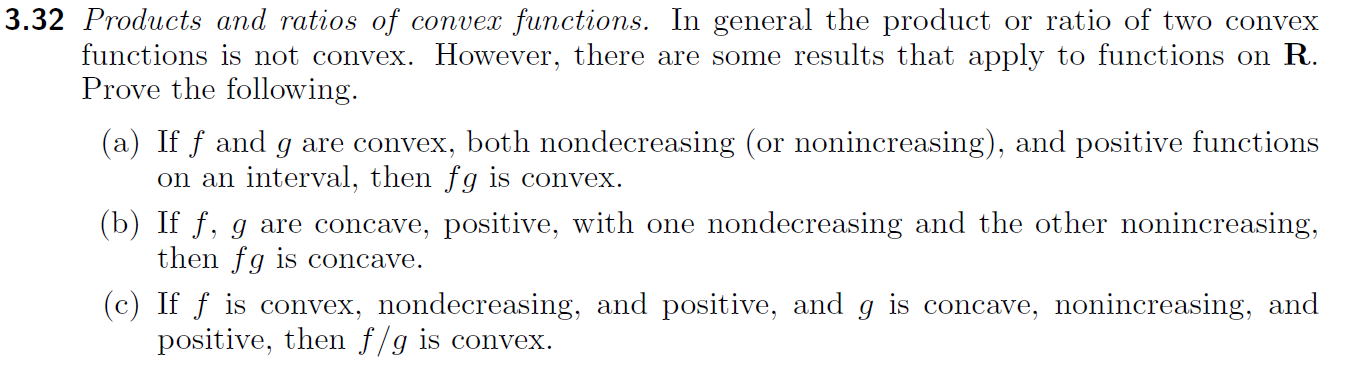 3.32 Products and ratios of convex functions. In general the product or ratio of two convex
functions is not convex. However, there are some results that apply to functions on R.
Prove the following.
(a) If f and g are convex, both nondecreasing (or nonincreasing), and positive functions
on an interval, then fg is convex.
(b) If f, g are concave, positive, with one nondecreasing and the other nonincreasing,
then fg is concave.
(c) If f is convex, nondecreasing, and positive, and g is concave, nonincreasing, and
positive, then f/g is convex.